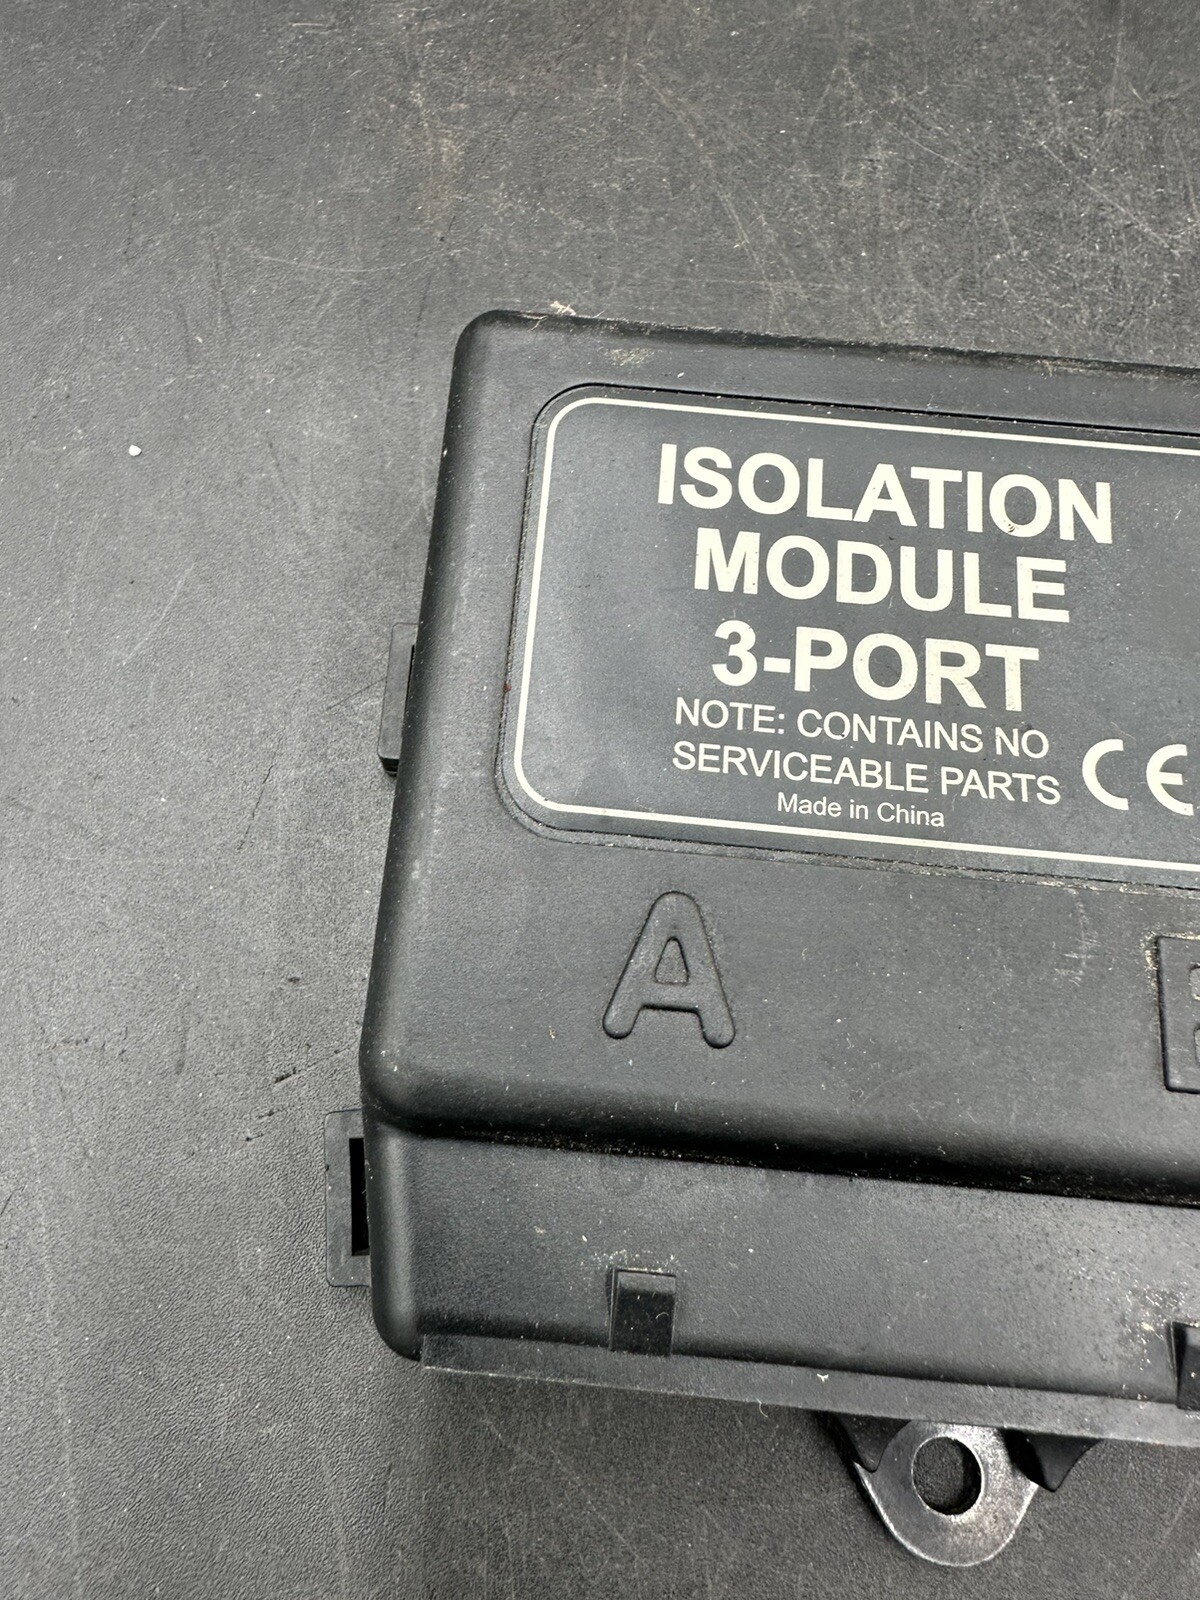 ISOLATION
MODULE
3-PORT
NOTE: CONTAINS NO
SERVICEABLE PARTS
CE
Made in China
A